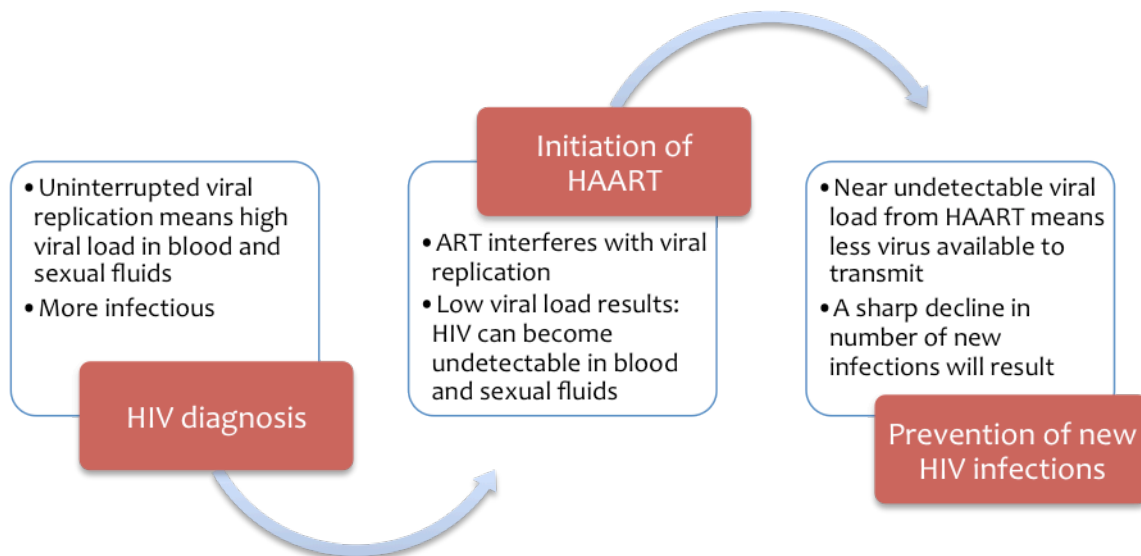 • Uninterrupted viral
replication means high
viral load in blood and
sexual fluids
• More infectious
HIV diagnosis
Initiation of
HAART
• ART interferes with viral
replication
• Low viral load results:
HIV can become
undetectable in blood
and sexual fluids
• Near undetectable viral
load from HAART means
less virus available to
transmit
• A sharp decline in
number of new
infections will result
Prevention of new
HIV infections